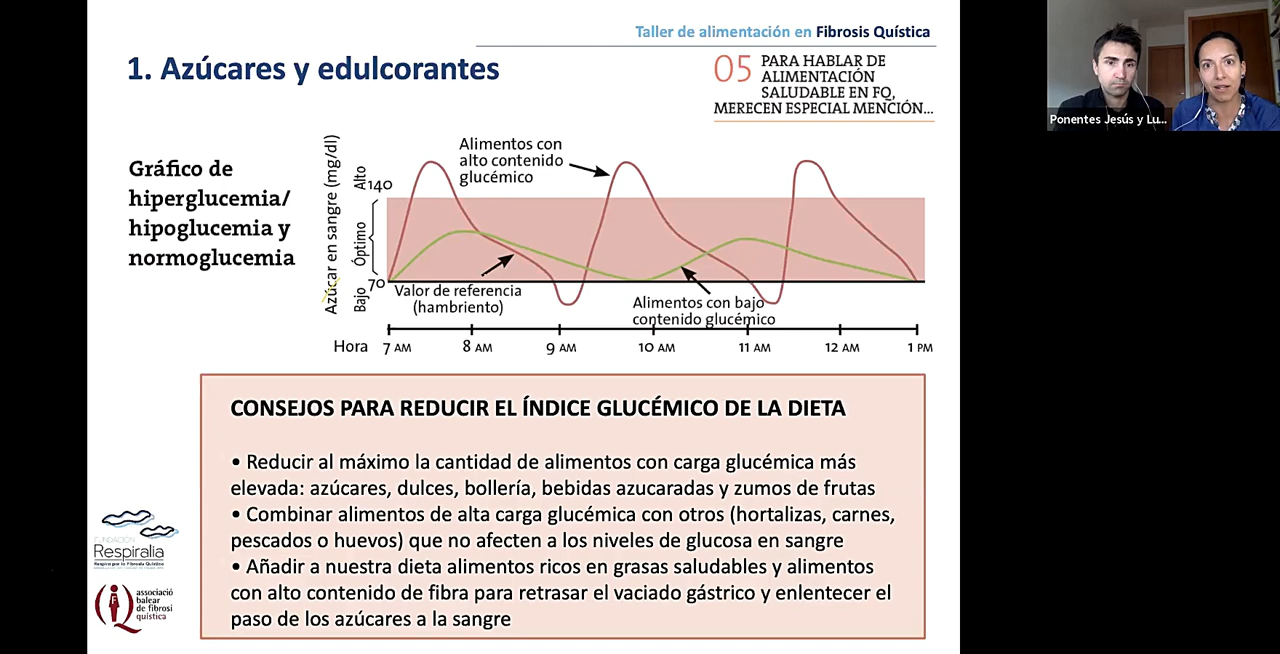 Taller de alimentación en Fibrosis Quística
1. Azúcares y edulcorantes
05
PARA HABLAR DE
ALIMENTACIÓN
SALUDABLE EN FQ,
MERECEN ESPECIAL MENCIÓN...
Ponentes Jesús y Lu...
Gráfico de
hiperglucemia/
hipoglucemia y
normoglucemia
Azúcar en sangre (mg/dl)
Alto
140
Óptimo
70
Bajo
Alimentos con
alto contenido
glucémico
Valor de referencia
(hambriento)
Alimentos con bajo
contenido glucémico
Hora 7 AM 8 AM 9 AM 10 AM 11 AM 12 AM 1 PM
CONSEJOS PARA REDUCIR EL ÍNDICE GLUCÉMICO DE LA DIETA
• Reducir al máximo la cantidad de alimentos con carga glucémica más
elevada: azúcares, dulces, bollería, bebidas azucaradas y zumos de frutas
• Combinar alimentos de alta carga glucémica con otros (hortalizas, carnes,
pescados o huevos) que no afecten a los niveles de glucosa en sangre
• Añadir a nuestra dieta alimentos ricos en grasas saludables y alimentos
con alto contenido de fibra para retrasar el vaciado gástrico y enlentecer el
paso de los azúcares a la sangre
FUNDACIÓN
Respiralia
Respira por la Fibrosis Quística
associació
balear
de fibrosi
quística